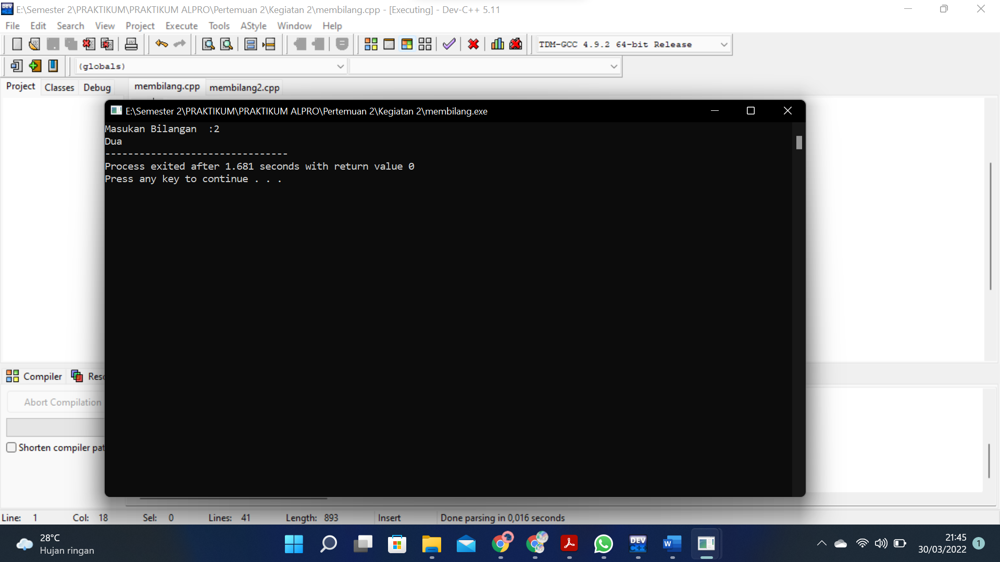 E:\Semester 2\PRAKTIKUM\PRAKTIKUM ALPRO\Pertemuan 2\Kegiatan 2\membilang.cpp - [Executing] - Dev-C++ 5.11
File Edit Search View Project Execute Tools AStyle Window Help
TDM-GCC 4.9.2 64-bit Release
(globals)
Project Classes Debug membilang.cpp membilang2.cpp
E:\Semester 2\PRAKTIKUM\PRAKTIKUM ALPRO\Pertemuan 2\Kegiatan 2\membilang.exe
Masukan Bilangan  :2
Dua
--------------------------------
Process exited after 1.681 seconds with return value 0
Press any key to continue . . .
Compiler
Abort Compilation
Shorten compiler
Line: 1 Col: 18 Sel: 0 Lines: 41 Length: 893 Insert Done parsing in 0,016 seconds
28°C
Hujan ringan
DEV C++
W
21:45
30/03/2022
1